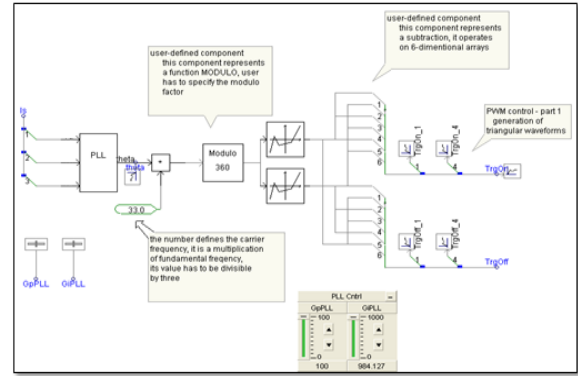 user-defined component
this component represents
a subtraction, it operates
on 6-dimentional arrays
user-defined component
this component represents
a function MODULO, user
has to specify the modulo
factor
PWM control - part 1
generation of
triangular waveforms
Is
1
2
3
PLL
theta
theta
*
Modulo
360
33.0
1
2
3
4
5
6
TrgOn_1
TrgOn_4
1
4
TrgOn
1
2
3
4
5
6
TrgOff_1
TrgOff_4
1
4
TrgOff
the number defines the carrier
frequency, it is a multiplication
of fundamental freqency,
its value has to be divisible
by three
GpPLL
GiPLL
PLL Cntrl
GpPLL
GiPLL
100
1000
0
0
100
984.127